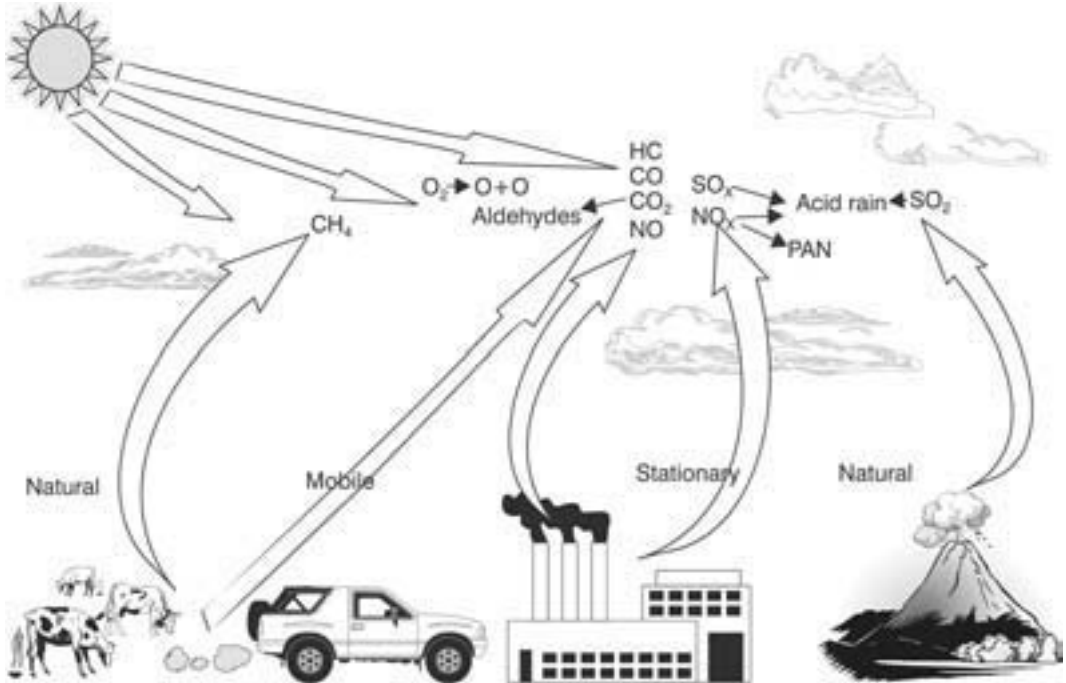 HC
CO
CO₂
NO
O₂ → O + O
Aldehydes
SOₓ
NOₓ
Acid rain
SO₂
PAN
CH₄
Natural
Mobile
Stationary
Natural